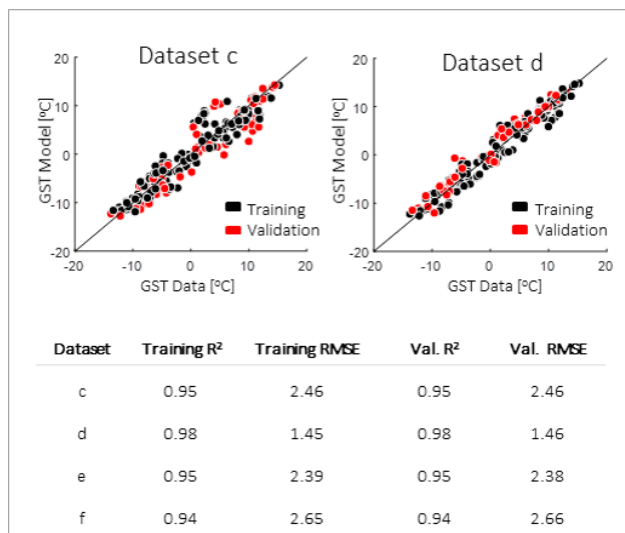 Dataset c
20
10
0
-10
-20
GST Model [ºC]
Training
Validation
-20 -10 0 10 20
GST Data [ºC]
Dataset d
20
10
0
-10
-20
GST Model [ºC]
Training
Validation
-20 -10 0 10 20
GST Data [ºC]
Dataset Training R² Training RMSE Val. R² Val. RMSE
c 0.95 2.46 0.95 2.46
d 0.98 1.45 0.98 1.46
e 0.95 2.39 0.95 2.38
f 0.94 2.65 0.94 2.66